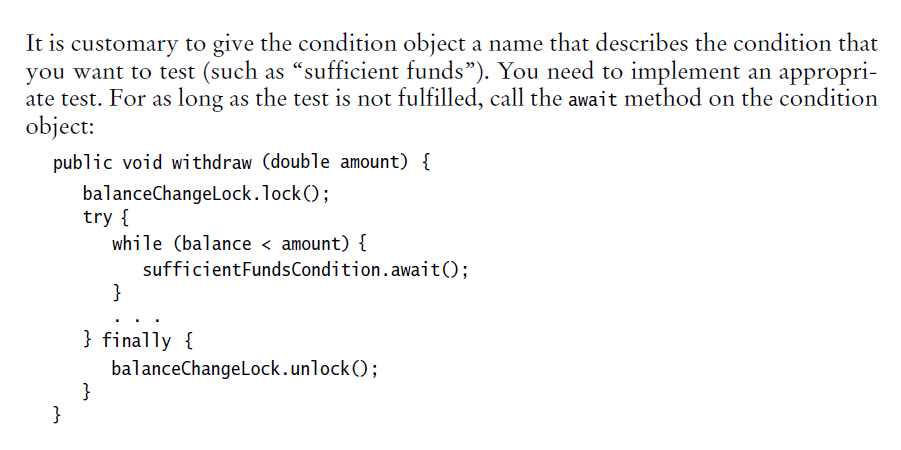 It is customary to give the condition object a name that describes the condition that
you want to test (such as “sufficient funds”). You need to implement an appropri-
ate test. For as long as the test is not fulfilled, call the await method on the condition
object:
public void withdraw (double amount) {
balanceChangeLock.lock();
try {
while (balance < amount) {
sufficientFundsCondition.await();
}
. . .
} finally {
balanceChangeLock.unlock();
}
}